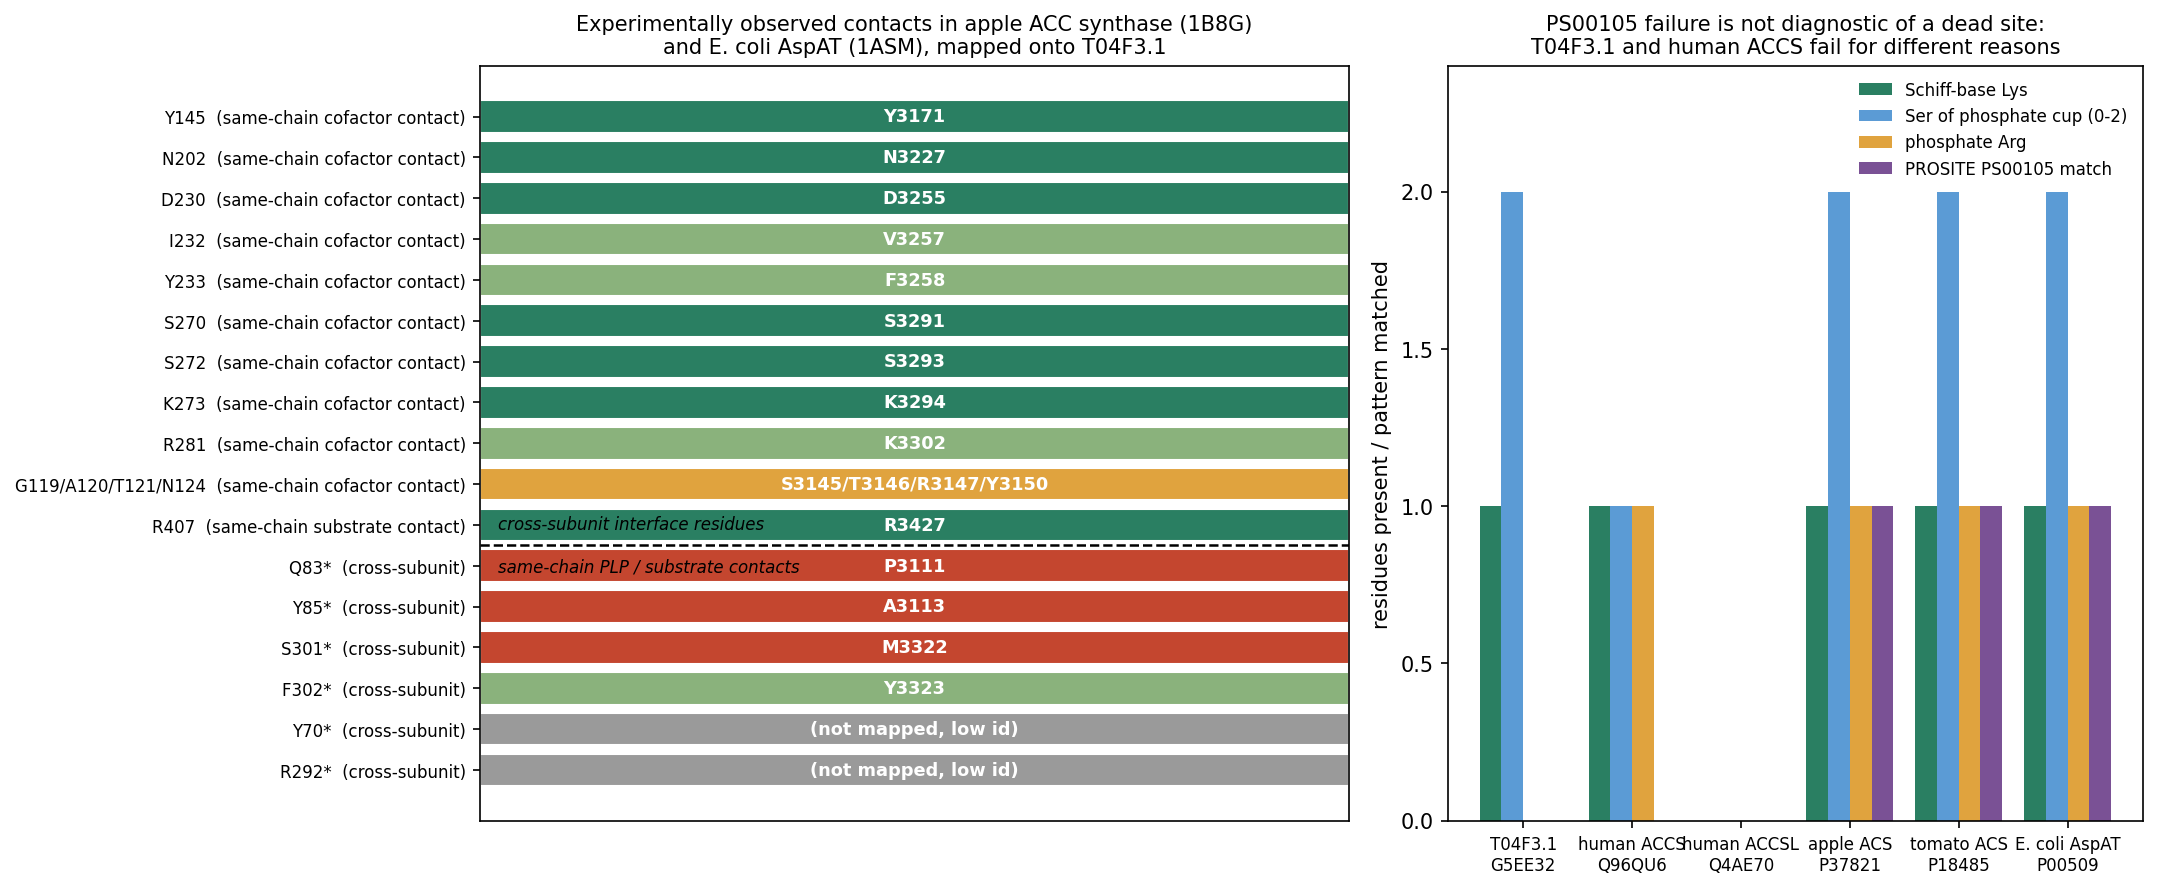 Experimentally observed contacts in apple ACC synthase (1B8G)
and E. coli AspAT (1ASM), mapped onto T04F3.1
Y145  (same-chain cofactor contact)
Y3171
N202  (same-chain cofactor contact)
N3227
D230  (same-chain cofactor contact)
D3255
I232  (same-chain cofactor contact)
V3257
Y233  (same-chain cofactor contact)
F3258
S270  (same-chain cofactor contact)
S3291
S272  (same-chain cofactor contact)
S3293
K273  (same-chain cofactor contact)
K3294
R281  (same-chain cofactor contact)
K3302
G119/A120/T121/N124  (same-chain cofactor contact)
S3145/T3146/R3147/Y3150
R407  (same-chain substrate contact)
cross-subunit interface residues
R3427
Q83*  (cross-subunit)
same-chain PLP / substrate contacts
P3111
Y85*  (cross-subunit)
A3113
S301*  (cross-subunit)
M3322
F302*  (cross-subunit)
Y3323
Y70*  (cross-subunit)
(not mapped, low id)
R292*  (cross-subunit)
(not mapped, low id)
PS00105 failure is not diagnostic of a dead site:
T04F3.1 and human ACCS fail for different reasons
Schiff-base Lys
Ser of phosphate cup (0-2)
phosphate Arg
PROSITE PS00105 match
residues present / pattern matched
2.0
1.5
1.0
0.5
0.0
T04F3.1
G5EE32
human ACCS
Q96QU6
human ACCSL
Q4AE70
apple ACS
P37821
tomato ACS
P18485
E. coli AspAT
P00509